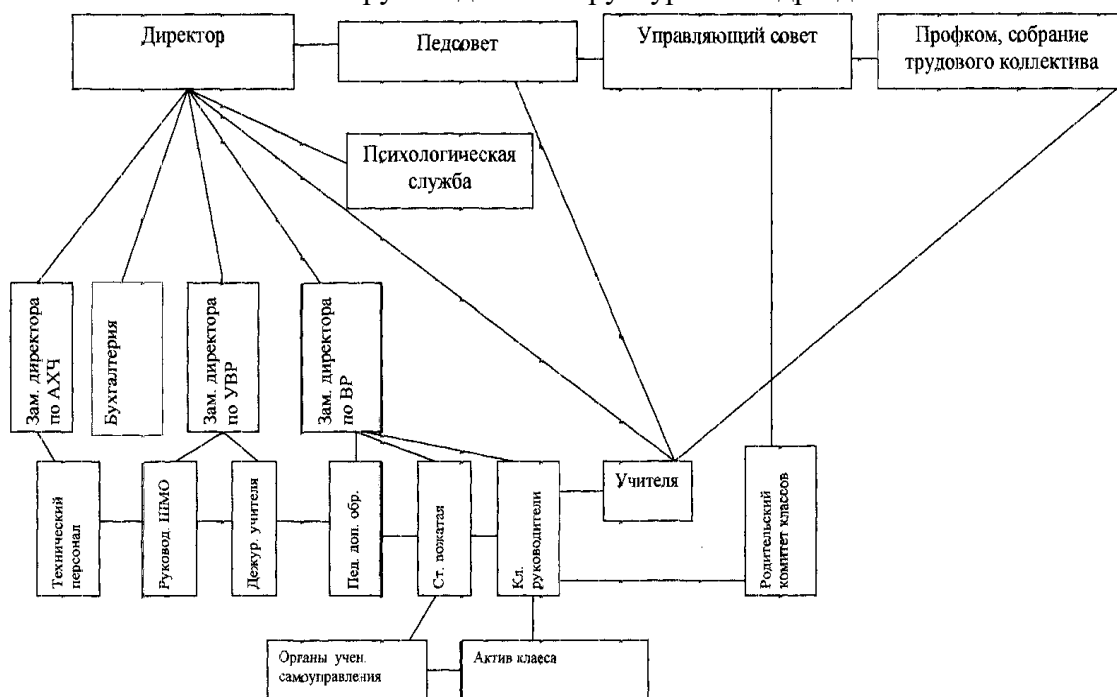 Директор
Педсовет
Управляющий совет
Профком, собрание
трудового коллектива
Психологическая
служба
Зам. директора
по АХЧ
Бухгалтерия
Зам. директора
по УВР
Зам. директора
по ВР
Учителя
Технический
персонал
Руковод. ШМО
Дежур. учителя
Пед. доп. обр.
Ст. вожатая
Кл.
руководители
Родительский
комитет классов
Органы учен.
самоуправления
Актив класса